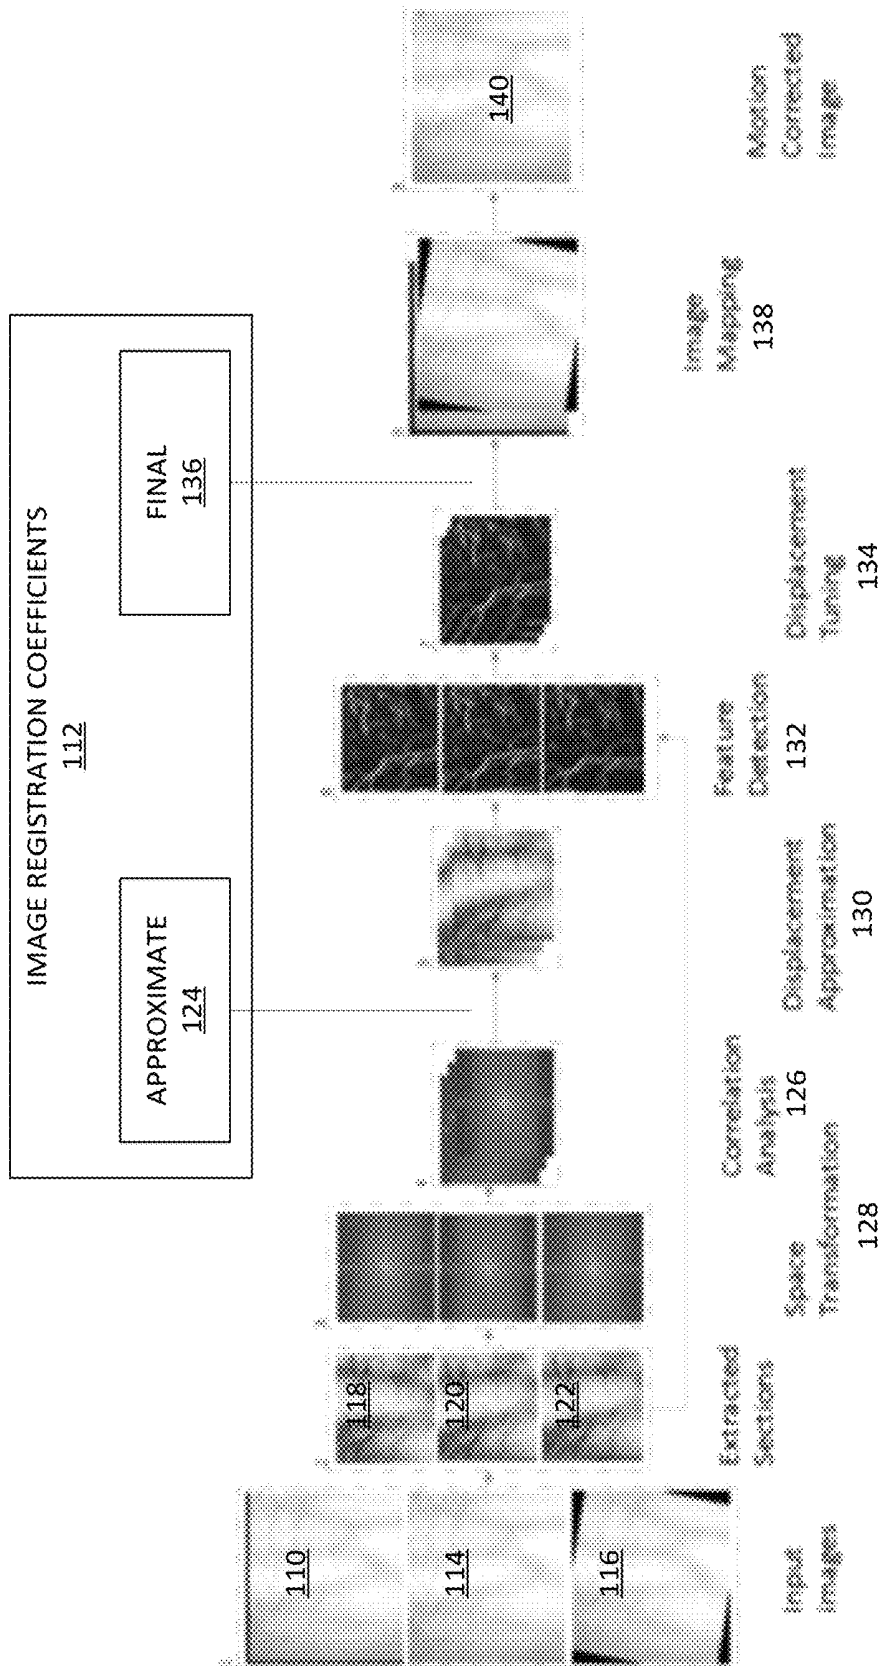 IMAGE REGISTRATION COEFFICIENTS
112
APPROXIMATE
124
FINAL
136
110
114
116
118
120
122
140
Input
Images
Extracted
Sections
Space
Transformation
128
Correlation
Analysis
126
Displacement
Approximation
130
Feature
Detection
132
Displacement
Tuning
134
Image
Mapping
138
Motion
Corrected
Image